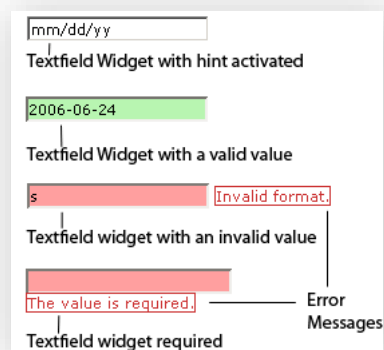 mm/dd/yy
Textfield Widget with hint activated
2006-06-24
Textfield Widget with a valid value
s Invalid format.
Textfield widget with an invalid value
The value is required.
Error
Messages
Textfield widget required